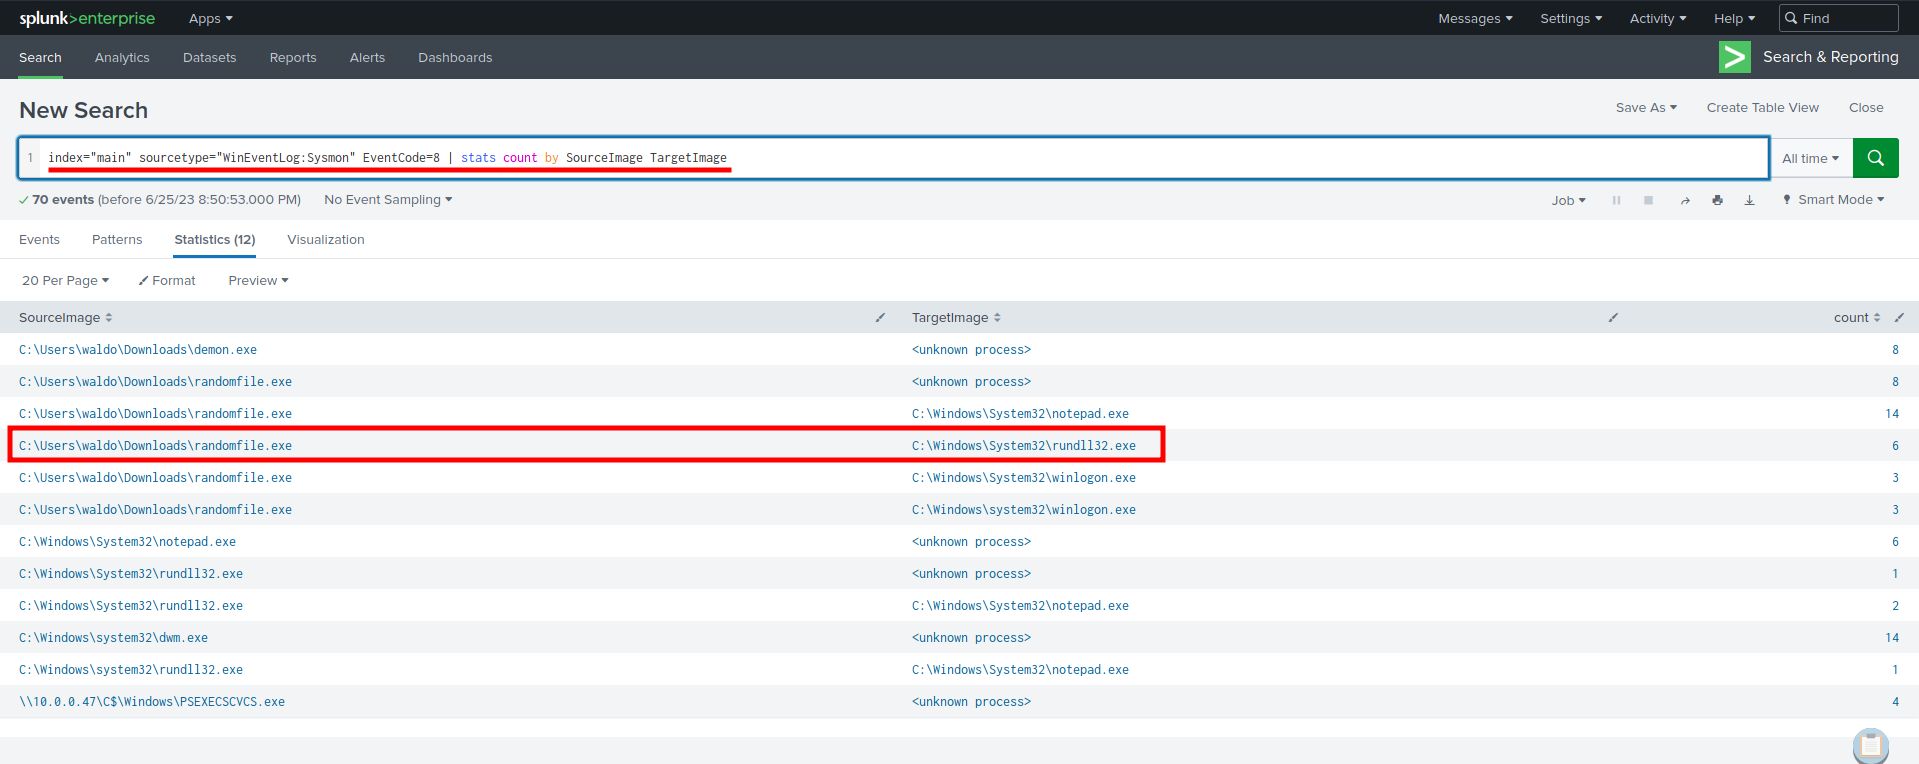 splunk>enterprise Apps Messages Settings Activity Help Find
Search Analytics Datasets Reports Alerts Dashboards Search & Reporting
New Search Save As Create Table View Close
1 index="main" sourcetype="WinEventLog:Sysmon" EventCode=8 | stats count by SourceImage TargetImage All time
70 events (before 6/25/23 8:50:53.000 PM) No Event Sampling Job Smart Mode
Events Patterns Statistics (12) Visualization
20 Per Page Format Preview
SourceImage TargetImage count
C:\Users\waldo\Downloads\demon.exe <unknown process> 8
C:\Users\waldo\Downloads\randomfile.exe <unknown process> 8
C:\Users\waldo\Downloads\randomfile.exe C:\Windows\System32\notepad.exe 14
C:\Users\waldo\Downloads\randomfile.exe C:\Windows\System32\rundll32.exe 6
C:\Users\waldo\Downloads\randomfile.exe C:\Windows\System32\winlogon.exe 3
C:\Users\waldo\Downloads\randomfile.exe C:\Windows\system32\winlogon.exe 3
C:\Windows\System32\notepad.exe <unknown process> 6
C:\Windows\System32\rundll32.exe <unknown process> 1
C:\Windows\System32\rundll32.exe C:\Windows\System32\notepad.exe 2
C:\Windows\system32\dwm.exe <unknown process> 14
C:\Windows\system32\rundll32.exe C:\Windows\System32\notepad.exe 1
\\10.0.0.47\C$\Windows\PSEXECSCVCS.exe <unknown process> 4